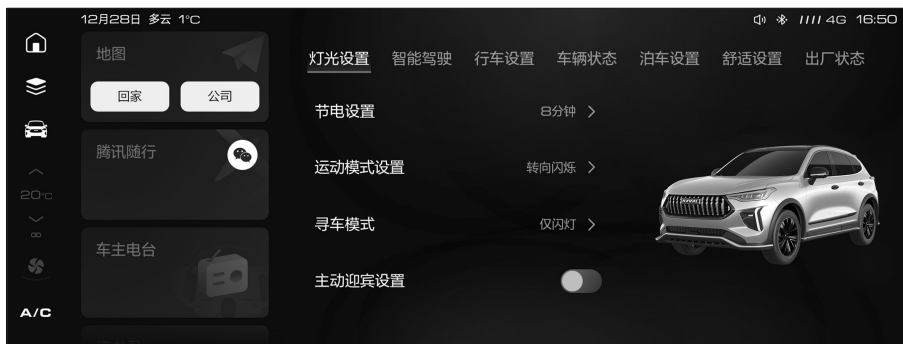 12月28日 多云 1°C
4G 16:50
地图
回家 公司
腾讯随行
车主电台
20°C
A/C
灯光设置 智能驾驶 行车设置 车辆状态 泊车设置 舒适设置 出厂状态
节电设置 8分钟
运动模式设置 转向闪烁
寻车模式 仅闪灯
主动迎宾设置